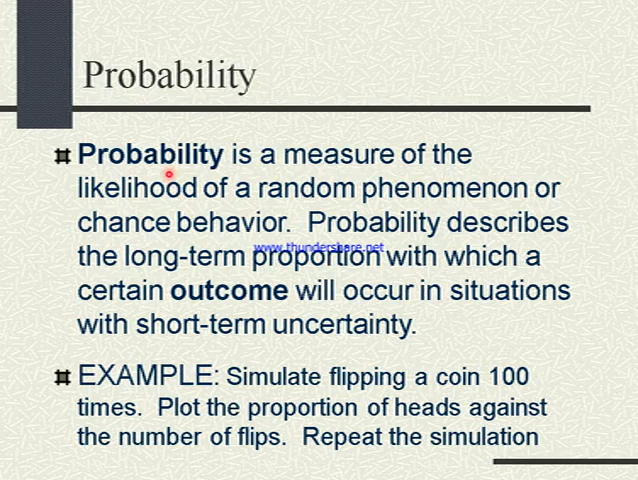 Probability
Probability is a measure of the
likelihood of a random phenomenon or
chance behavior.  Probability describes
www.thundershare.net
the long-term proportion with which a
certain outcome will occur in situations
with short-term uncertainty.
EXAMPLE: Simulate flipping a coin 100
times.  Plot the proportion of heads against
the number of flips.  Repeat the simulation